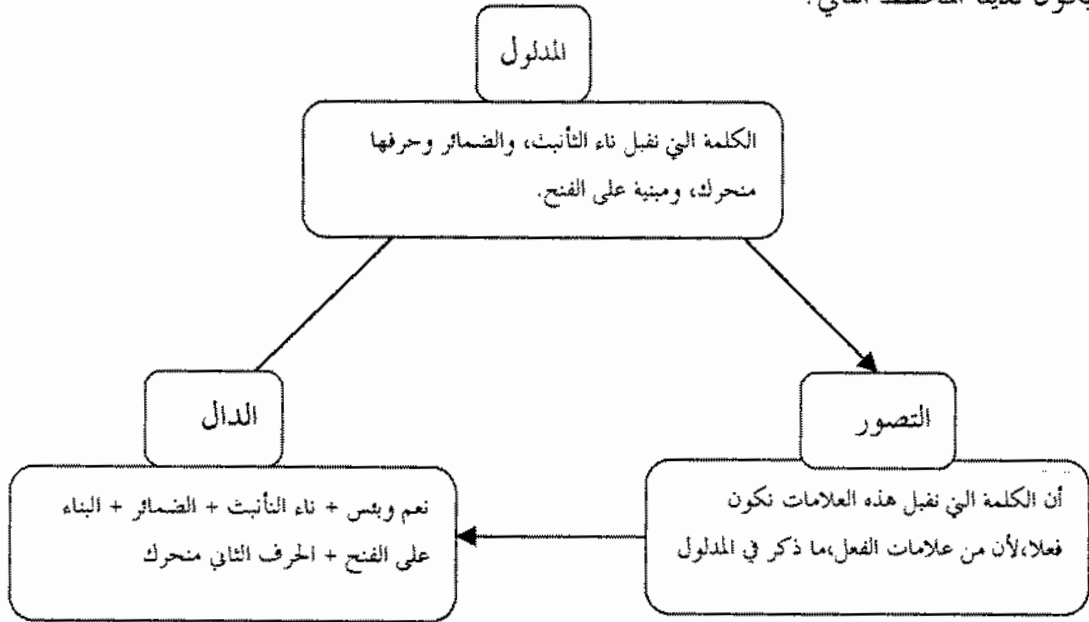 المدلول
الكلمة التي تقبل تاء التأنيث، والضمائر وحرفها
متحرك، ومبنية على الفتح.
التصور
أن الكلمة التي تقبل هذه العلامات تكون
فعلا،لأن من علامات الفعل،ما ذكر في المدلول
الدال
نعم وبئس + تاء التأنيث + الضمائر + البناء
على الفتح + الحرف الثاني متحرك